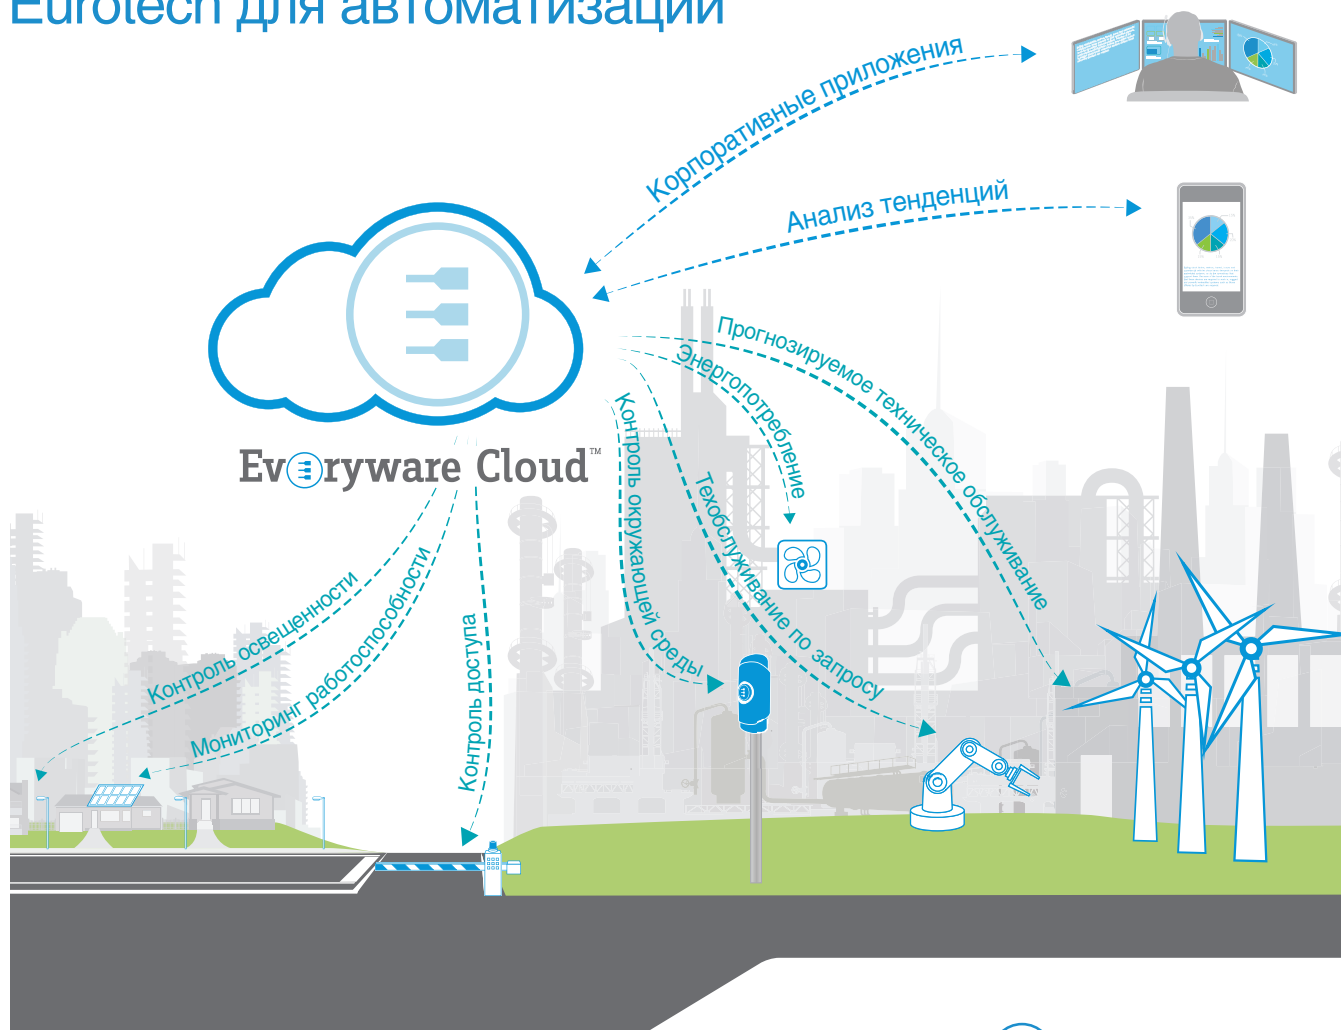 Eurotech для автоматизации
Корпоративные приложения
Анализ тенденций
Прогнозируемое техническое обслуживание
Энергопотребление
Контроль окружающей среды
Техобслуживание по запросу
Everyware Cloud™
Контроль освещенности
Мониторинг работоспособности
Контроль доступа